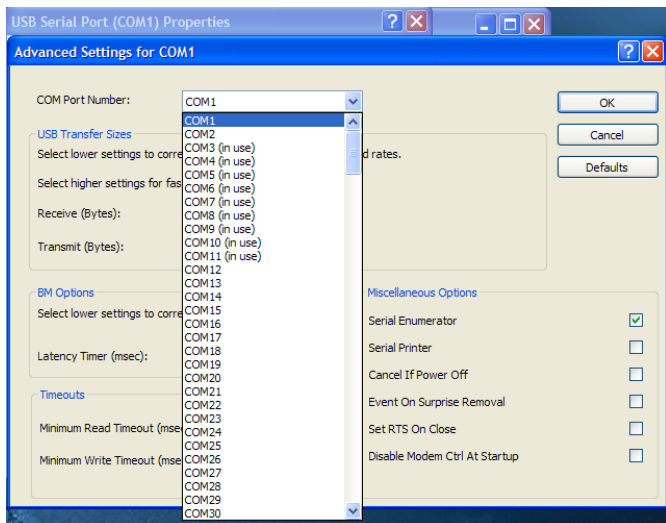 USB Serial Port (COM1) Properties
Advanced Settings for COM1
COM Port Number:
COM1
OK
Cancel
Defaults
COM1
COM2
COM3 (in use)
COM4 (in use)
COM5 (in use)
COM6 (in use)
COM7 (in use)
COM8 (in use)
COM9 (in use)
COM10 (in use)
COM11 (in use)
COM12
COM13
COM14
COM15
COM16
COM17
COM18
COM19
COM20
COM21
COM22
COM23
COM24
COM25
COM26
COM27
COM28
COM29
COM30
USB Transfer Sizes
Select lower settings to corre
d rates.
Select higher settings for fas
Receive (Bytes):
Transmit (Bytes):
BM Options
Select lower settings to corre
Latency Timer (msec):
Timeouts
Minimum Read Timeout (mse
Minimum Write Timeout (mse
Miscellaneous Options
Serial Enumerator
Serial Printer
Cancel If Power Off
Event On Surprise Removal
Set RTS On Close
Disable Modem Ctrl At Startup